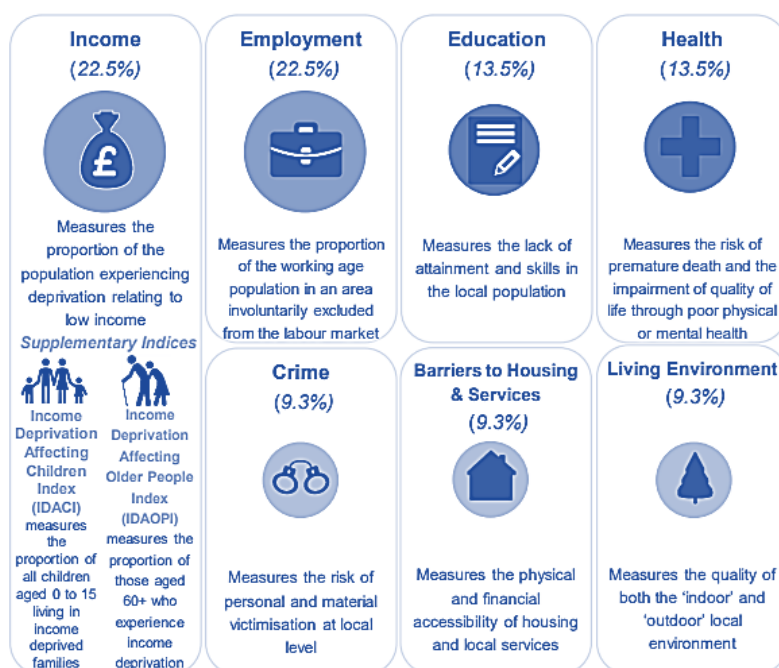 Income
(22.5%)
£
Measures the
proportion of the
population experiencing
deprivation relating to
low income
Supplementary Indices
Income
Deprivation
Affecting
Children
Index
(IDACI)
measures
the
proportion of
all children
aged 0 to 15
living in
income
deprived
families
Income
Deprivation
Affecting
Older People
Index
(IDAOPI)
measures the
proportion of
those aged
60+ who
experience
income
deprivation
Employment
(22.5%)
Measures the proportion
of the working age
population in an area
involuntarily excluded
from the labour market
Education
(13.5%)
Measures the lack of
attainment and skills in
the local population
Health
(13.5%)
Measures the risk of
premature death and the
impairment of quality of
life through poor physical
or mental health
Crime
(9.3%)
Measures the risk of
personal and material
victimisation at local
level
Barriers to Housing
& Services
(9.3%)
Measures the physical
and financial
accessibility of housing
and local services
Living Environment
(9.3%)
Measures the quality of
both the ‘indoor’ and
‘outdoor’ local
environment